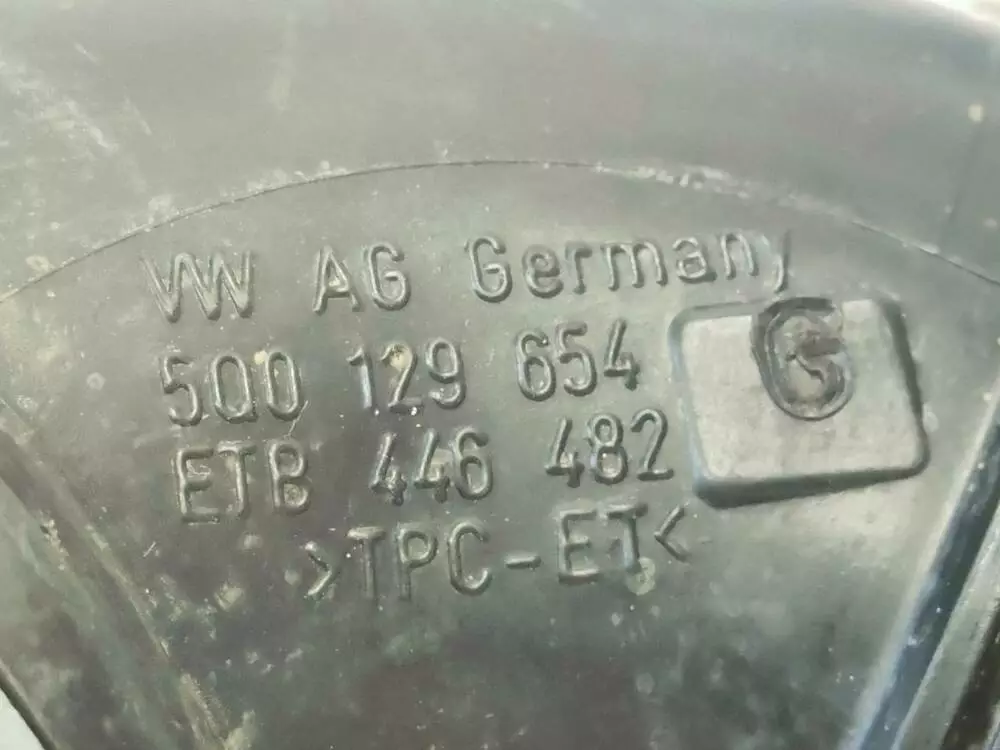 VW AG Germany
5Q0 129 654 G
ETB 446 482
>TPC-ET<